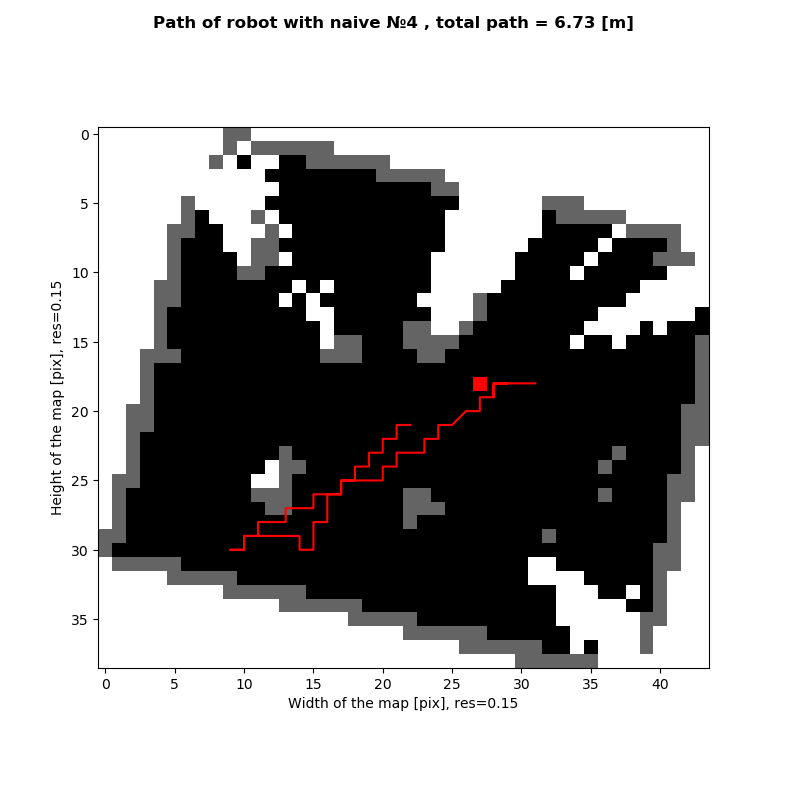 Path of robot with naive №4 , total path = 6.73 [m]
0
5
10
15
20
25
30
35
Height of the map [pix], res=0.15
0 5 10 15 20 25 30 35 40
Width of the map [pix], res=0.15